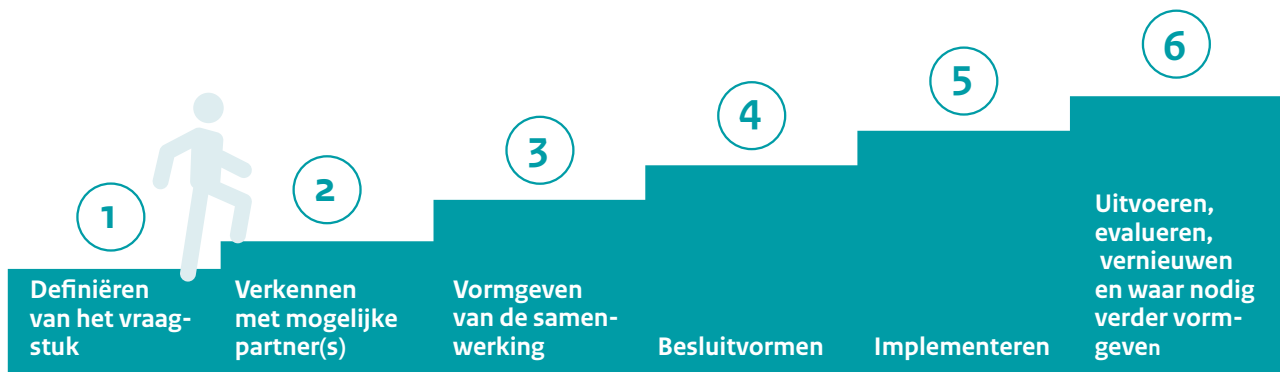 1
Definiëren
van het vraag-
stuk
2
Verkennen
met mogelijke
partner(s)
3
Vormgeven
van de samen-
werking
4
Besluitvormen
5
Implementeren
6
Uitvoeren,
evalueren,
vernieuwen
en waar nodig
verder vorm-
geven